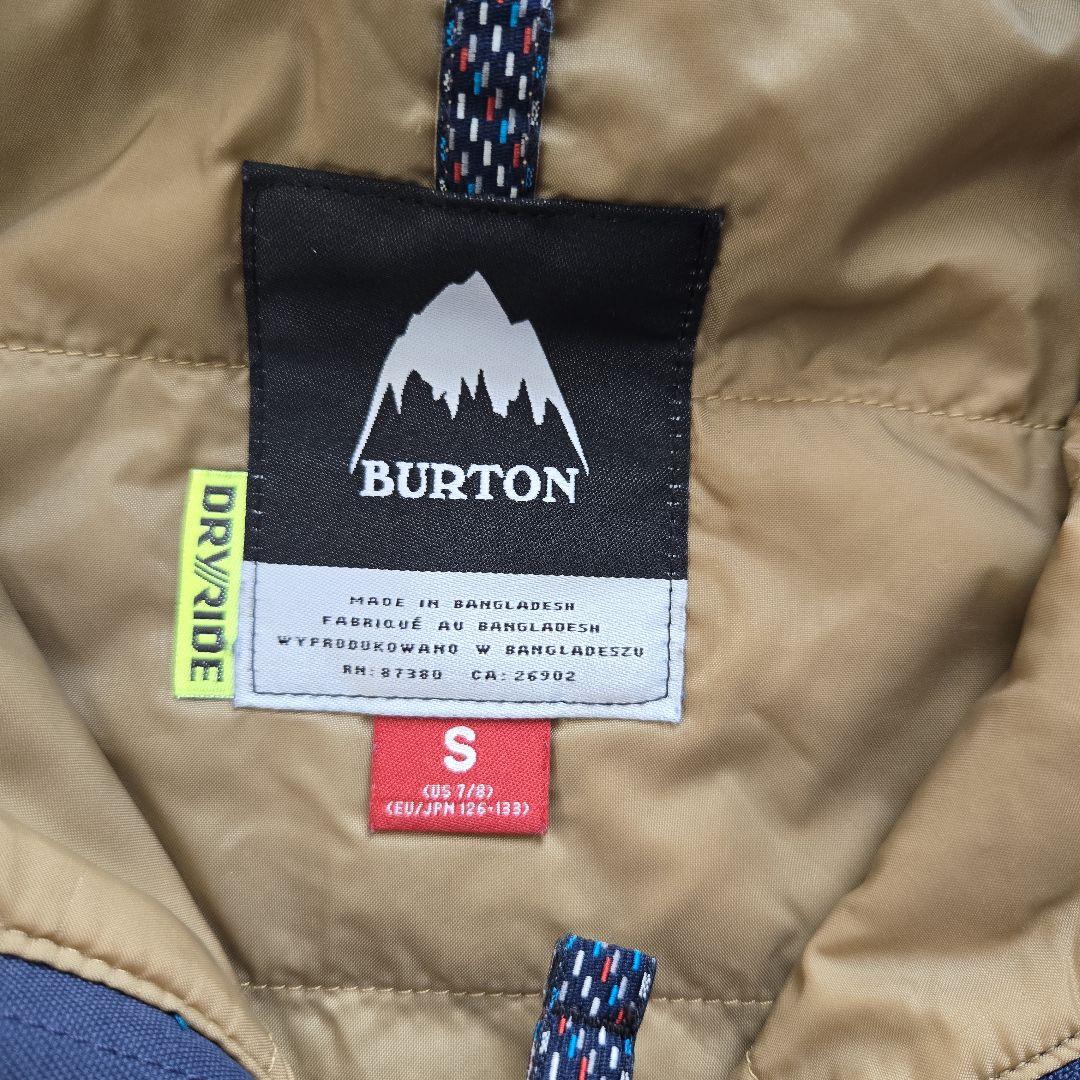 BURTON
DRY//RIDE
MADE IN BANGLADESH
FABRIQUÉ AU BANGLADESH
WYPRODUKOWANO W BANGLADESZU
RN: 87380 CA: 26902
S
(US 7/8)
(EU/JPN 126-133)